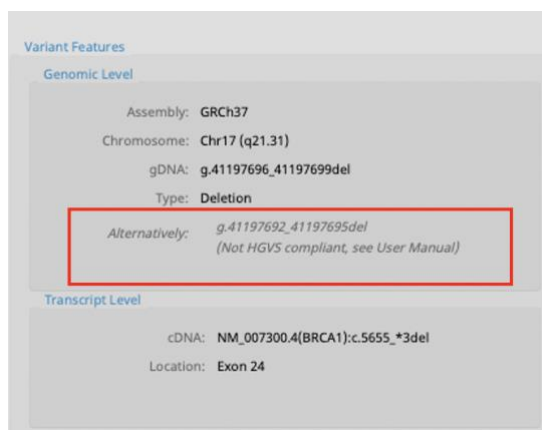 Variant Features
Genomic Level
Assembly: GRCh37
Chromosome: Chr17 (q21.31)
gDNA: g.41197696_41197699del
Type: Deletion
Alternatively: g.41197692_41197695del
(Not HGVS compliant, see User Manual)
Transcript Level
cDNA: NM_007300.4(BRCA1):c.5655_*3del
Location: Exon 24